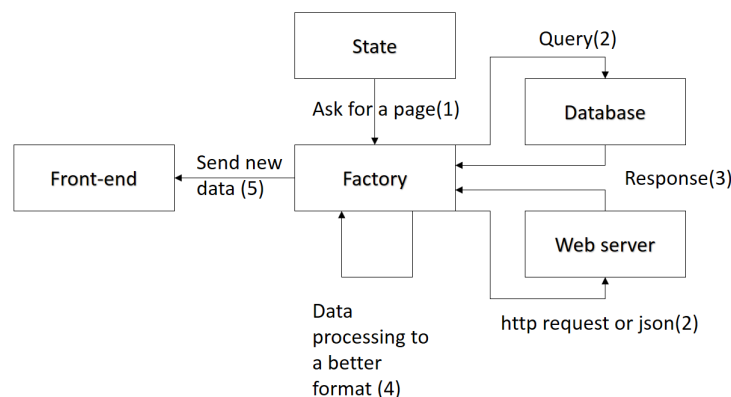 State
Query(2)
Ask for a page(1)
Database
Front-end
Send new
data (5)
Factory
Response(3)
Web server
Data
processing to
a better
format (4)
http request or json(2)